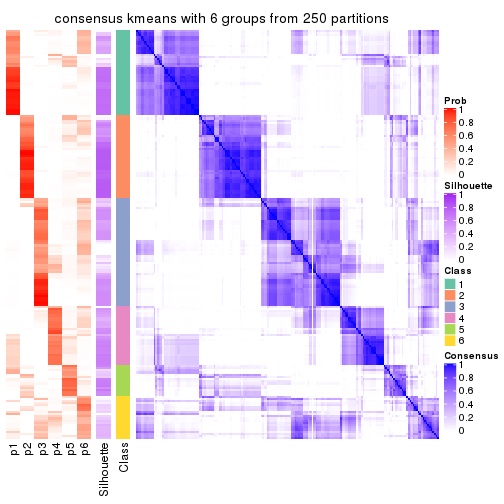 consensus kmeans with 6 groups from 250 partitions
Prob
1
0.8
0.6
0.4
0.2
0
Silhouette
1
0.8
0.6
0.4
0.2
0
Class
1
2
3
4
5
6
Consensus
1
0.8
0.6
0.4
0.2
0
p1
p2
p3
p4
p5
p6
Silhouette
Class